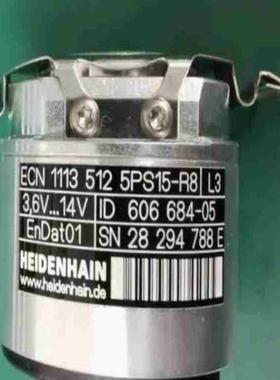 ECN 1113 512 5PS15-R8 L3
3,6V...14V ID 606 684-05
EnDat01 SN 28 294 788 E
HEIDENHAIN
www.heidenhain.de